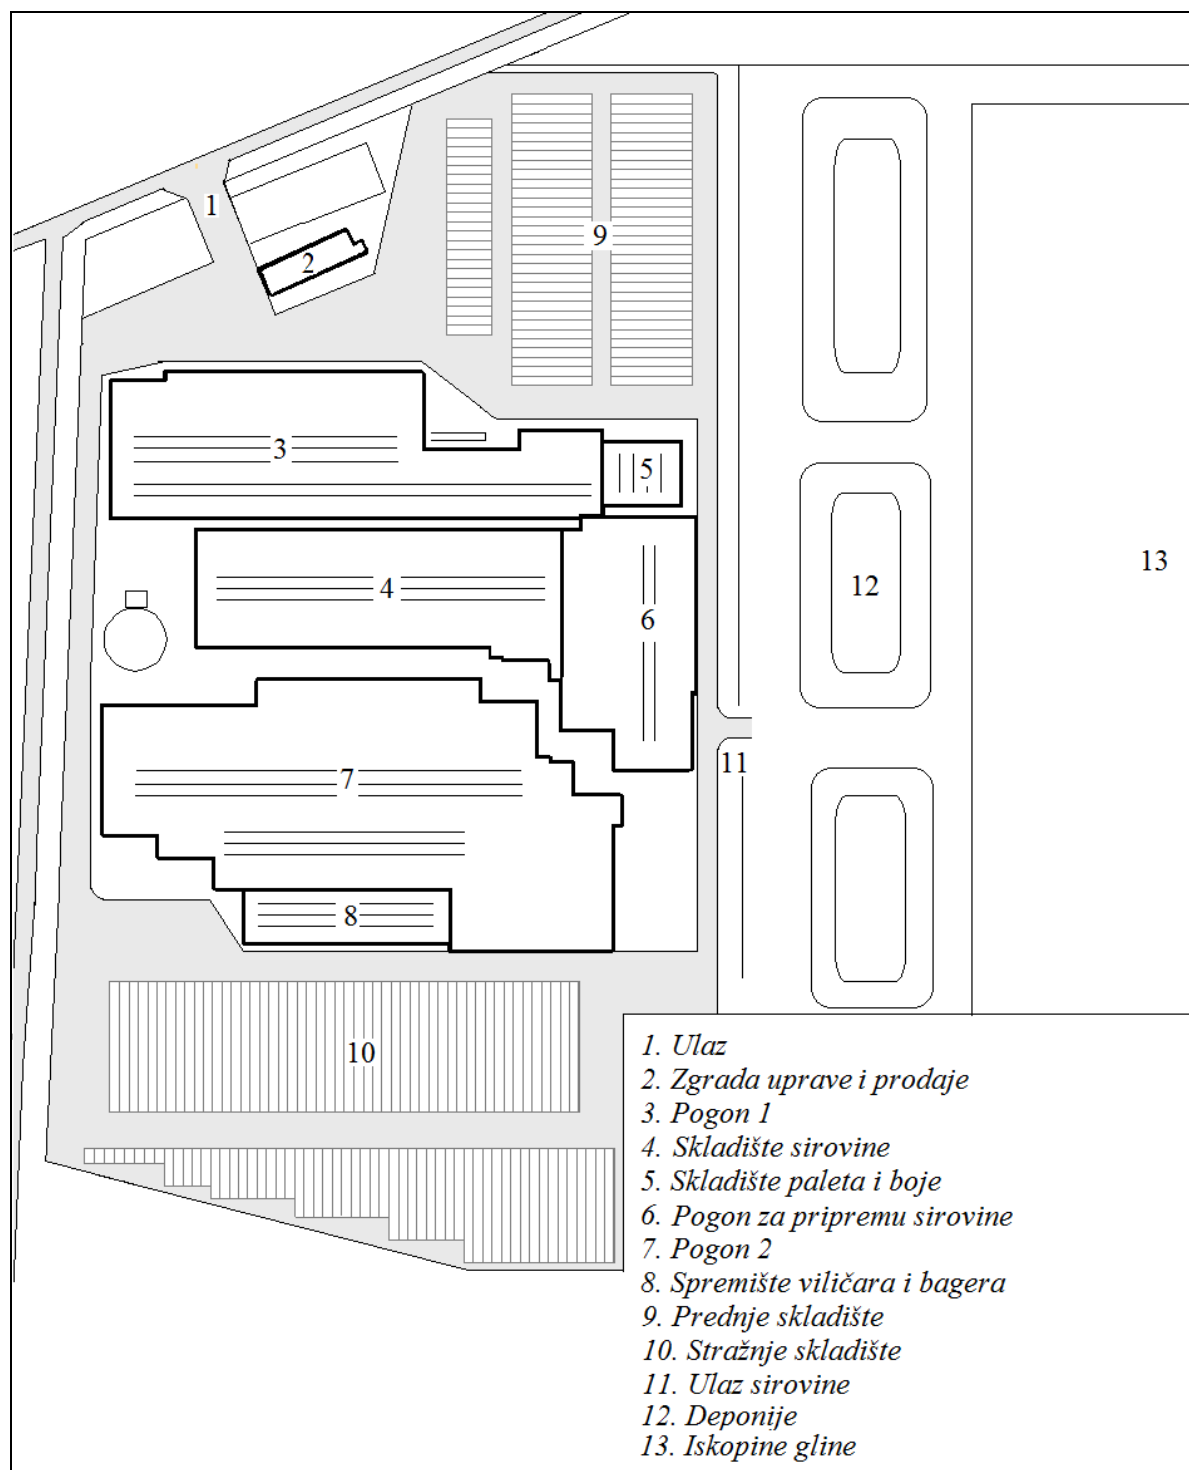 1
2
9
3
5
4
6
12
13
11
7
8
10
1. Ulaz
2. Zgrada uprave i prodaje
3. Pogon 1
4. Skladište sirovine
5. Skladište paleta i boje
6. Pogon za pripremu sirovine
7. Pogon 2
8. Spremište viličara i bagera
9. Prednje skladište
10. Stražnje skladište
11. Ulaz sirovine
12. Deponije
13. Iskopine gline